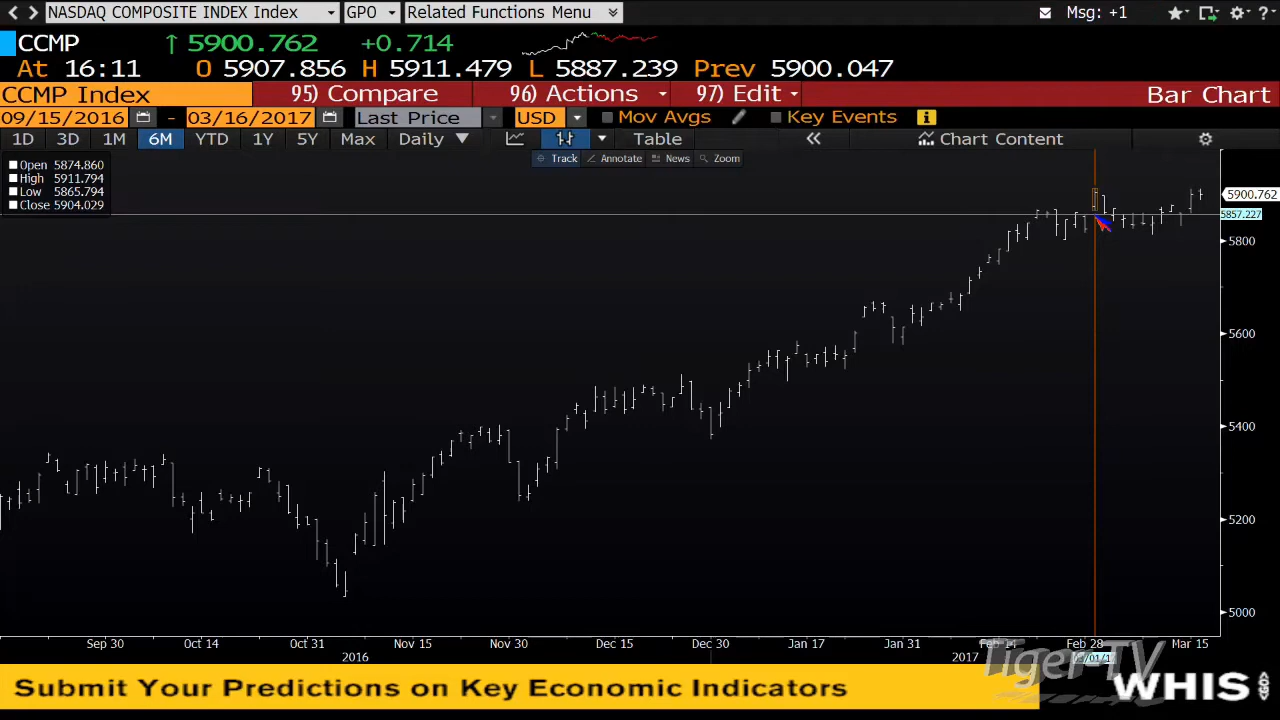 NASDAQ COMPOSITE INDEX Index GPO Related Functions Menu Msg: +1
CCMP ↑ 5900.762 +0.714
At 16:11 O 5907.856 H 5911.479 L 5887.239 Prev 5900.047
CCMP Index 95) Compare 96) Actions 97) Edit Bar Chart
09/15/2016 - 03/16/2017 Last Price USD Mov Avgs Key Events
1D 3D 1M 6M YTD 1Y 5Y Max Daily ▼ Table « Chart Content
Track Annotate News Zoom
Open 5874.860
High 5911.794
Low 5865.794
Close 5904.029
5900.762
5857.227
5800
5600
5400
5200
5000
Sep 30 Oct 14 Oct 31 Nov 15 Nov 30 Dec 15 Dec 30 Jan 17 Jan 31 Feb 28 Mar 15
2016 2017
Tiger-TV
Submit Your Predictions on Key Economic Indicators
WHIS
GO